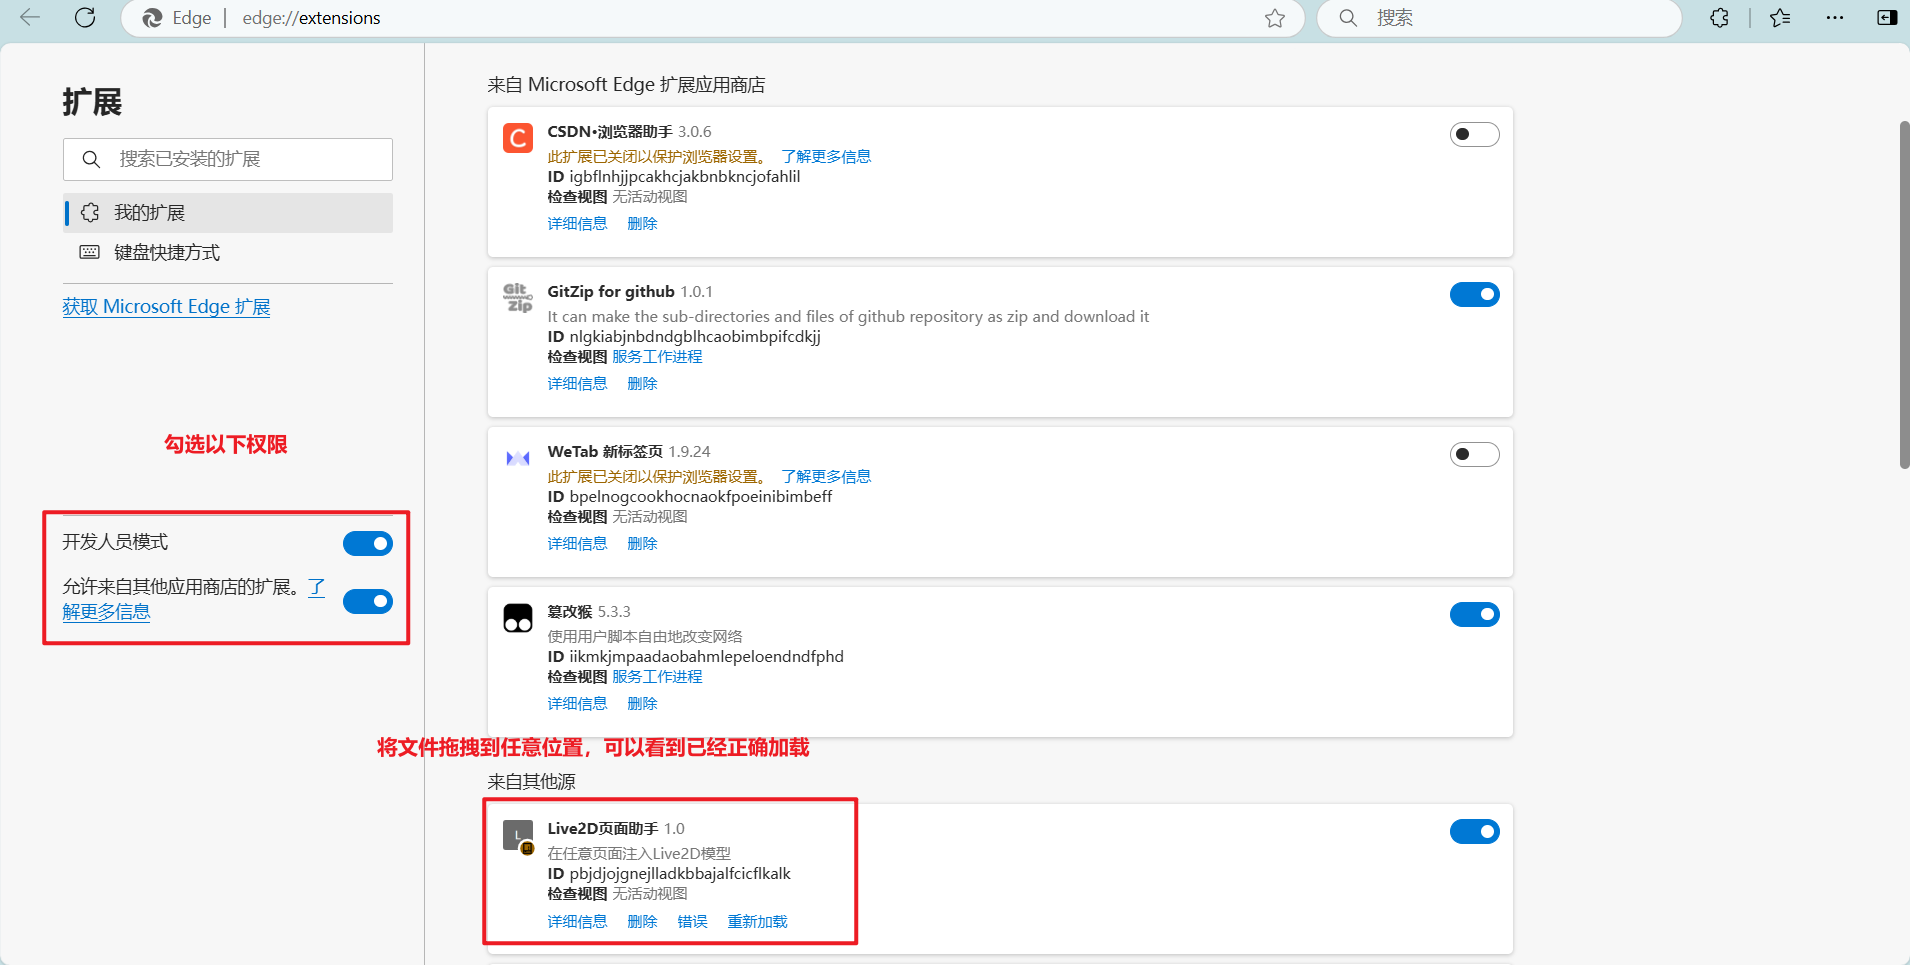 Edge | edge://extensions
搜索
扩展
搜索已安装的扩展
我的扩展
键盘快捷方式
获取 Microsoft Edge 扩展
勾选以下权限
开发人员模式
允许来自其他应用商店的扩展。了
解更多信息
来自 Microsoft Edge 扩展应用商店
C
CSDN•浏览器助手 3.0.6
此扩展已关闭以保护浏览器设置。 了解更多信息
ID igbflnhjjpcakhcjakbnbkncjofahlil
检查视图 无活动视图
详细信息 删除
Git
Zip
GitZip for github 1.0.1
It can make the sub-directories and files of github repository as zip and download it
ID nlgkiabjnbdndgblhcaobimbpifcdkjj
检查视图 服务工作进程
详细信息 删除
WeTab 新标签页 1.9.24
此扩展已关闭以保护浏览器设置。 了解更多信息
ID bpelnogcookhocnaokfpoeinibimbeff
检查视图 无活动视图
详细信息 删除
篡改猴 5.3.3
使用用户脚本自由地改变网络
ID iikmkjmpaadaobahmlepeloendndfphd
检查视图 服务工作进程
详细信息 删除
将文件拖拽到任意位置，可以看到已经正确加载
来自其他源
L
Live2D页面助手 1.0
在任意页面注入Live2D模型
ID pbjdjojgnejlladkbbajalfcicflkalk
检查视图 无活动视图
详细信息 删除 错误 重新加载